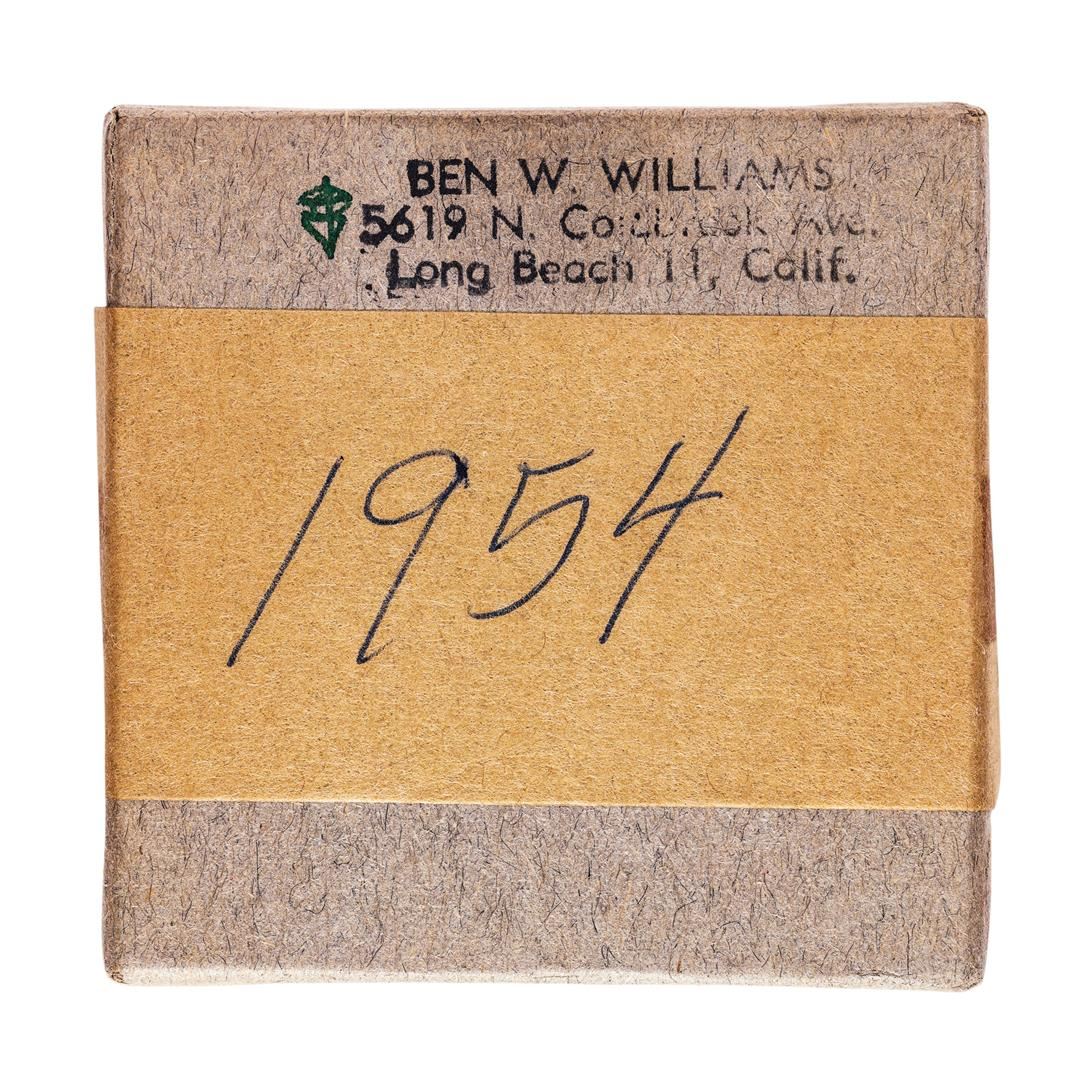 BEN W. WILLIAMS
5619 N. Ave.
Long Beach 11, Calif.
1954